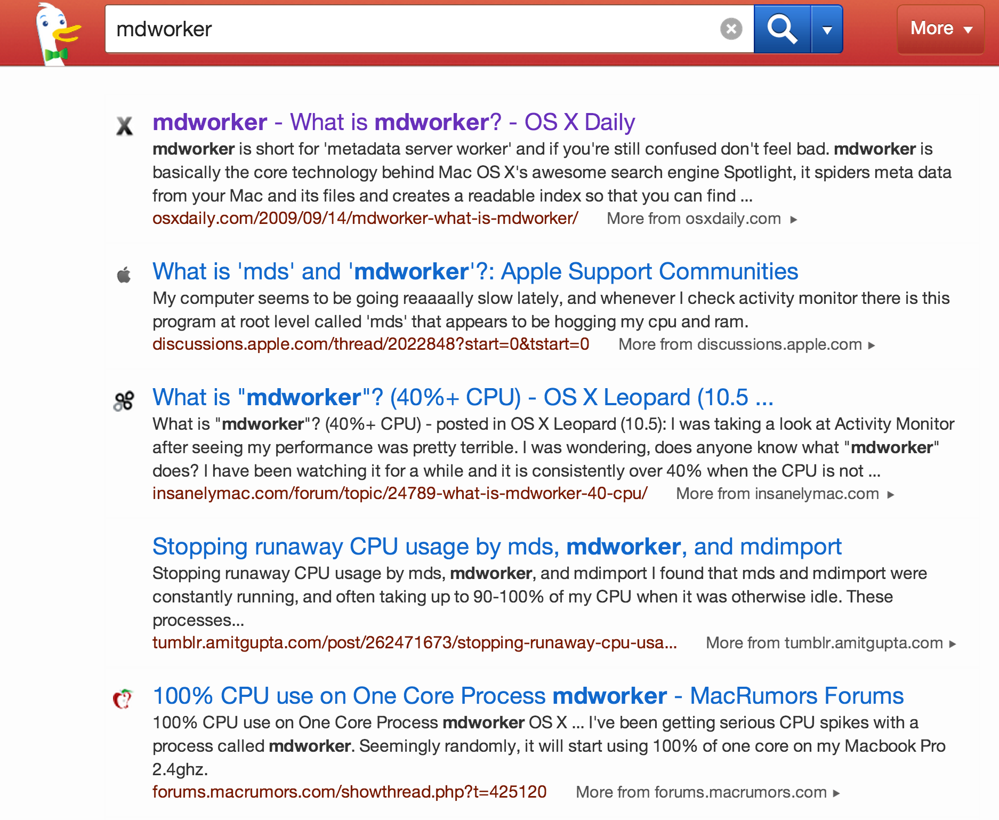 mdworker
More
mdworker - What is mdworker? - OS X Daily
mdworker is short for 'metadata server worker' and if you're still confused don't feel bad. mdworker is
basically the core technology behind Mac OS X's awesome search engine Spotlight, it spiders meta data
from your Mac and its files and creates a readable index so that you can find ...
osxdaily.com/2009/09/14/mdworker-what-is-mdworker/ More from osxdaily.com
What is 'mds' and 'mdworker'?: Apple Support Communities
My computer seems to be going reaaaally slow lately, and whenever I check activity monitor there is this
program at root level called 'mds' that appears to be hogging my cpu and ram.
discussions.apple.com/thread/2022848?start=0&tstart=0 More from discussions.apple.com
What is "mdworker"? (40%+ CPU) - OS X Leopard (10.5 ...
What is "mdworker"? (40%+ CPU) - posted in OS X Leopard (10.5): I was taking a look at Activity Monitor
after seeing my performance was pretty terrible. I was wondering, does anyone know what "mdworker"
does? I have been watching it for a while and it is consistently over 40% when the CPU is not ...
insanelymac.com/forum/topic/24789-what-is-mdworker-40-cpu/ More from insanelymac.com
Stopping runaway CPU usage by mds, mdworker, and mdimport
Stopping runaway CPU usage by mds, mdworker, and mdimport I found that mds and mdimport were
constantly running, and often taking up to 90-100% of my CPU when it was otherwise idle. These
processes...
tumblr.amitgupta.com/post/262471673/stopping-runaway-cpu-usa... More from tumblr.amitgupta.com
100% CPU use on One Core Process mdworker - MacRumors Forums
100% CPU use on One Core Process mdworker OS X ... I've been getting serious CPU spikes with a
process called mdworker. Seemingly randomly, it will start using 100% of one core on my Macbook Pro
2.4ghz.
forums.macrumors.com/showthread.php?t=425120 More from forums.macrumors.com